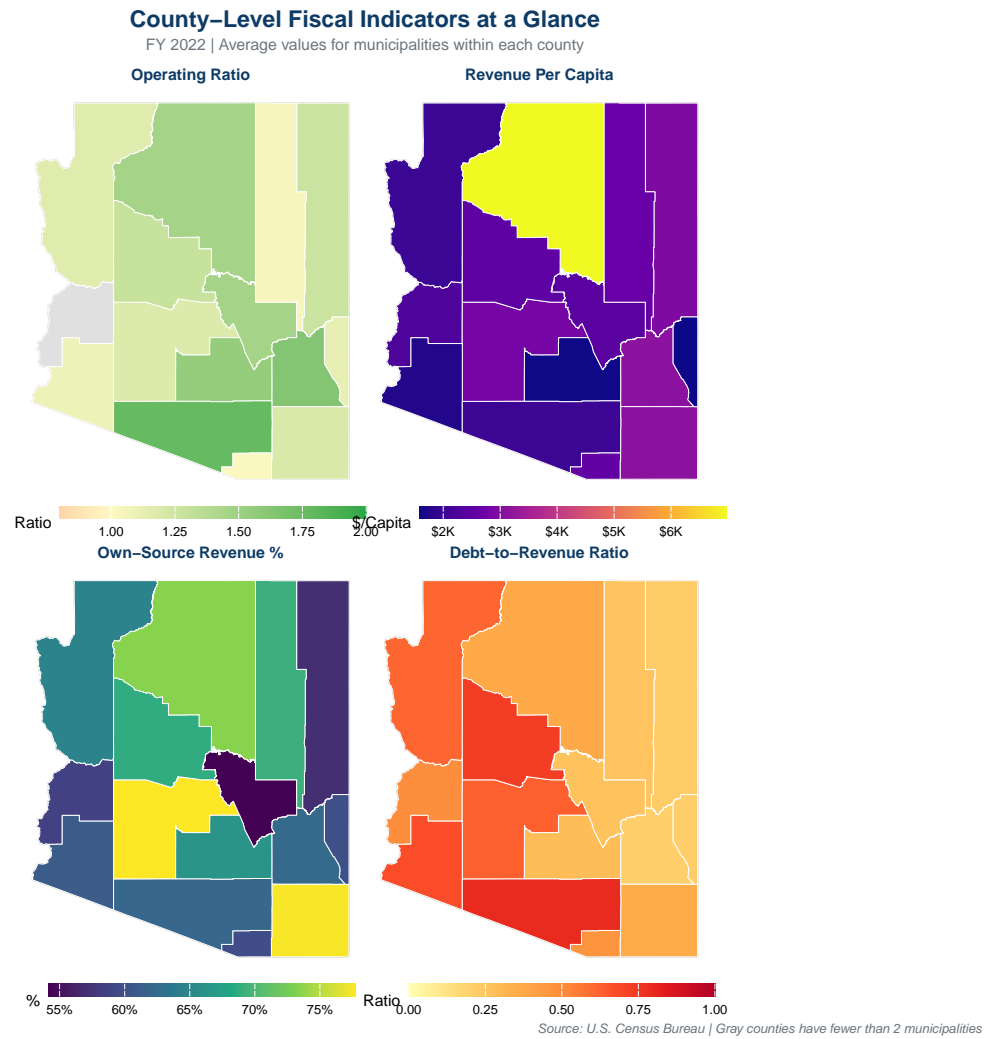 County−Level Fiscal Indicators at a Glance
FY 2022 | Average values for municipalities within each county
Operating Ratio
Revenue Per Capita
Ratio
1.00 1.25 1.50 1.75 2.00
$/Capita
$2K $3K $4K $5K $6K
Own−Source Revenue %
Debt−to−Revenue Ratio
%
55% 60% 65% 70% 75%
Ratio
0.00 0.25 0.50 0.75 1.00
Source: U.S. Census Bureau | Gray counties have fewer than 2 municipalities